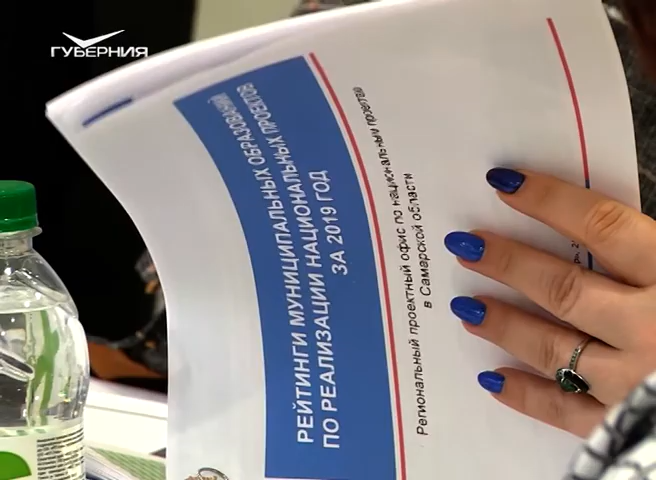 ГУБЕРНИЯ
РЕЙТИНГИ МУНИЦИПАЛЬНЫХ ОБРАЗОВАНИЙ
ПО РЕАЛИЗАЦИИ НАЦИОНАЛЬНЫХ ПРОЕКТОВ
ЗА 2019 ГОД
Региональный проектный офис по национальным проектам
в Самарской области